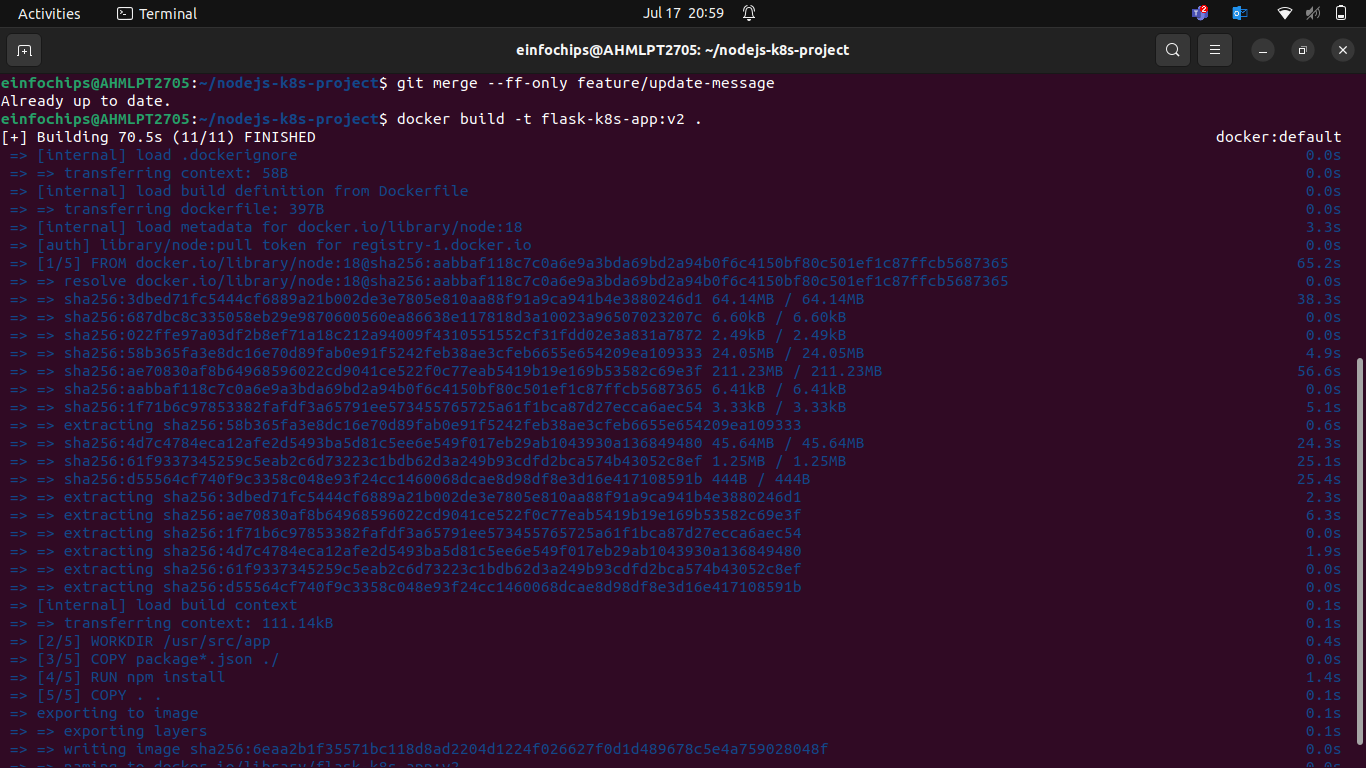 Activities
Terminal
Jul 17 20:59
2
einfochips@AHMLPT2705: ~/nodejs-k8s-project
einfochips@AHMLPT2705:~/nodejs-k8s-project$ git merge --ff-only feature/update-message
Already up to date.
einfochips@AHMLPT2705:~/nodejs-k8s-project$ docker build -t flask-k8s-app:v2 .
[+] Building 70.5s (11/11) FINISHED docker:default
=> [internal] load .dockerignore 0.0s
=> => transferring context: 58B 0.0s
=> [internal] load build definition from Dockerfile 0.0s
=> => transferring dockerfile: 397B 0.0s
=> [internal] load metadata for docker.io/library/node:18 3.3s
=> [auth] library/node:pull token for registry-1.docker.io 0.0s
=> [1/5] FROM docker.io/library/node:18@sha256:aabbaf118c7c0a6e9a3bda69bd2a94b0f6c4150bf80c501ef1c87ffcb5687365 65.2s
=> => resolve docker.io/library/node:18@sha256:aabbaf118c7c0a6e9a3bda69bd2a94b0f6c4150bf80c501ef1c87ffcb5687365 0.0s
=> => sha256:3dbed71fc5444cf6889a21b002de3e7805e810aa88f91a9ca941b4e3880246d1 64.14MB / 64.14MB 38.3s
=> => sha256:687dbc8c335058eb29e9870600560ea86638e117818d3a10023a96507023207c 6.60kB / 6.60kB 0.0s
=> => sha256:022ffe97a03df2b8ef71a18c212a94009f4310551552cf31fdd02e3a831a7872 2.49kB / 2.49kB 0.0s
=> => sha256:58b365fa3e8dc16e70d89fab0e91f5242feb38ae3cfeb6655e654209ea109333 24.05MB / 24.05MB 4.9s
=> => sha256:ae70830af8b64968596022cd9041ce522f0c77eab5419b19e169b53582c69e3f 211.23MB / 211.23MB 56.6s
=> => sha256:aabbaf118c7c0a6e9a3bda69bd2a94b0f6c4150bf80c501ef1c87ffcb5687365 6.41kB / 6.41kB 0.0s
=> => sha256:1f71b6c97853382fafdf3a65791ee573455765725a61f1bca87d27ecca6aec54 3.33kB / 3.33kB 5.1s
=> => extracting sha256:58b365fa3e8dc16e70d89fab0e91f5242feb38ae3cfeb6655e654209ea109333 0.6s
=> => sha256:4d7c4784eca12afe2d5493ba5d81c5ee6e549f017eb29ab1043930a136849480 45.64MB / 45.64MB 24.3s
=> => sha256:61f9337345259c5eab2c6d73223c1bdb62d3a249b93cdfd2bca574b43052c8ef 1.25MB / 1.25MB 25.1s
=> => sha256:d55564cf740f9c3358c048e93f24cc1460068dcae8d98df8e3d16e417108591b 444B / 444B 25.4s
=> => extracting sha256:3dbed71fc5444cf6889a21b002de3e7805e810aa88f91a9ca941b4e3880246d1 2.3s
=> => extracting sha256:ae70830af8b64968596022cd9041ce522f0c77eab5419b19e169b53582c69e3f 6.3s
=> => extracting sha256:1f71b6c97853382fafdf3a65791ee573455765725a61f1bca87d27ecca6aec54 0.0s
=> => extracting sha256:4d7c4784eca12afe2d5493ba5d81c5ee6e549f017eb29ab1043930a136849480 1.9s
=> => extracting sha256:61f9337345259c5eab2c6d73223c1bdb62d3a249b93cdfd2bca574b43052c8ef 0.0s
=> => extracting sha256:d55564cf740f9c3358c048e93f24cc1460068dcae8d98df8e3d16e417108591b 0.0s
=> [internal] load build context 0.1s
=> => transferring context: 111.14kB 0.1s
=> [2/5] WORKDIR /usr/src/app 0.4s
=> [3/5] COPY package*.json ./ 0.0s
=> [4/5] RUN npm install 1.4s
=> [5/5] COPY . . 0.1s
=> exporting to image 0.1s
=> => exporting layers 0.1s
=> => writing image sha256:6eaa2b1f35571bc118d8ad2204d1224f026627f0d1d489678c5e4a759028048f 0.0s
=> => naming to docker.io/library/flask-k8s-app:v2 0.0s